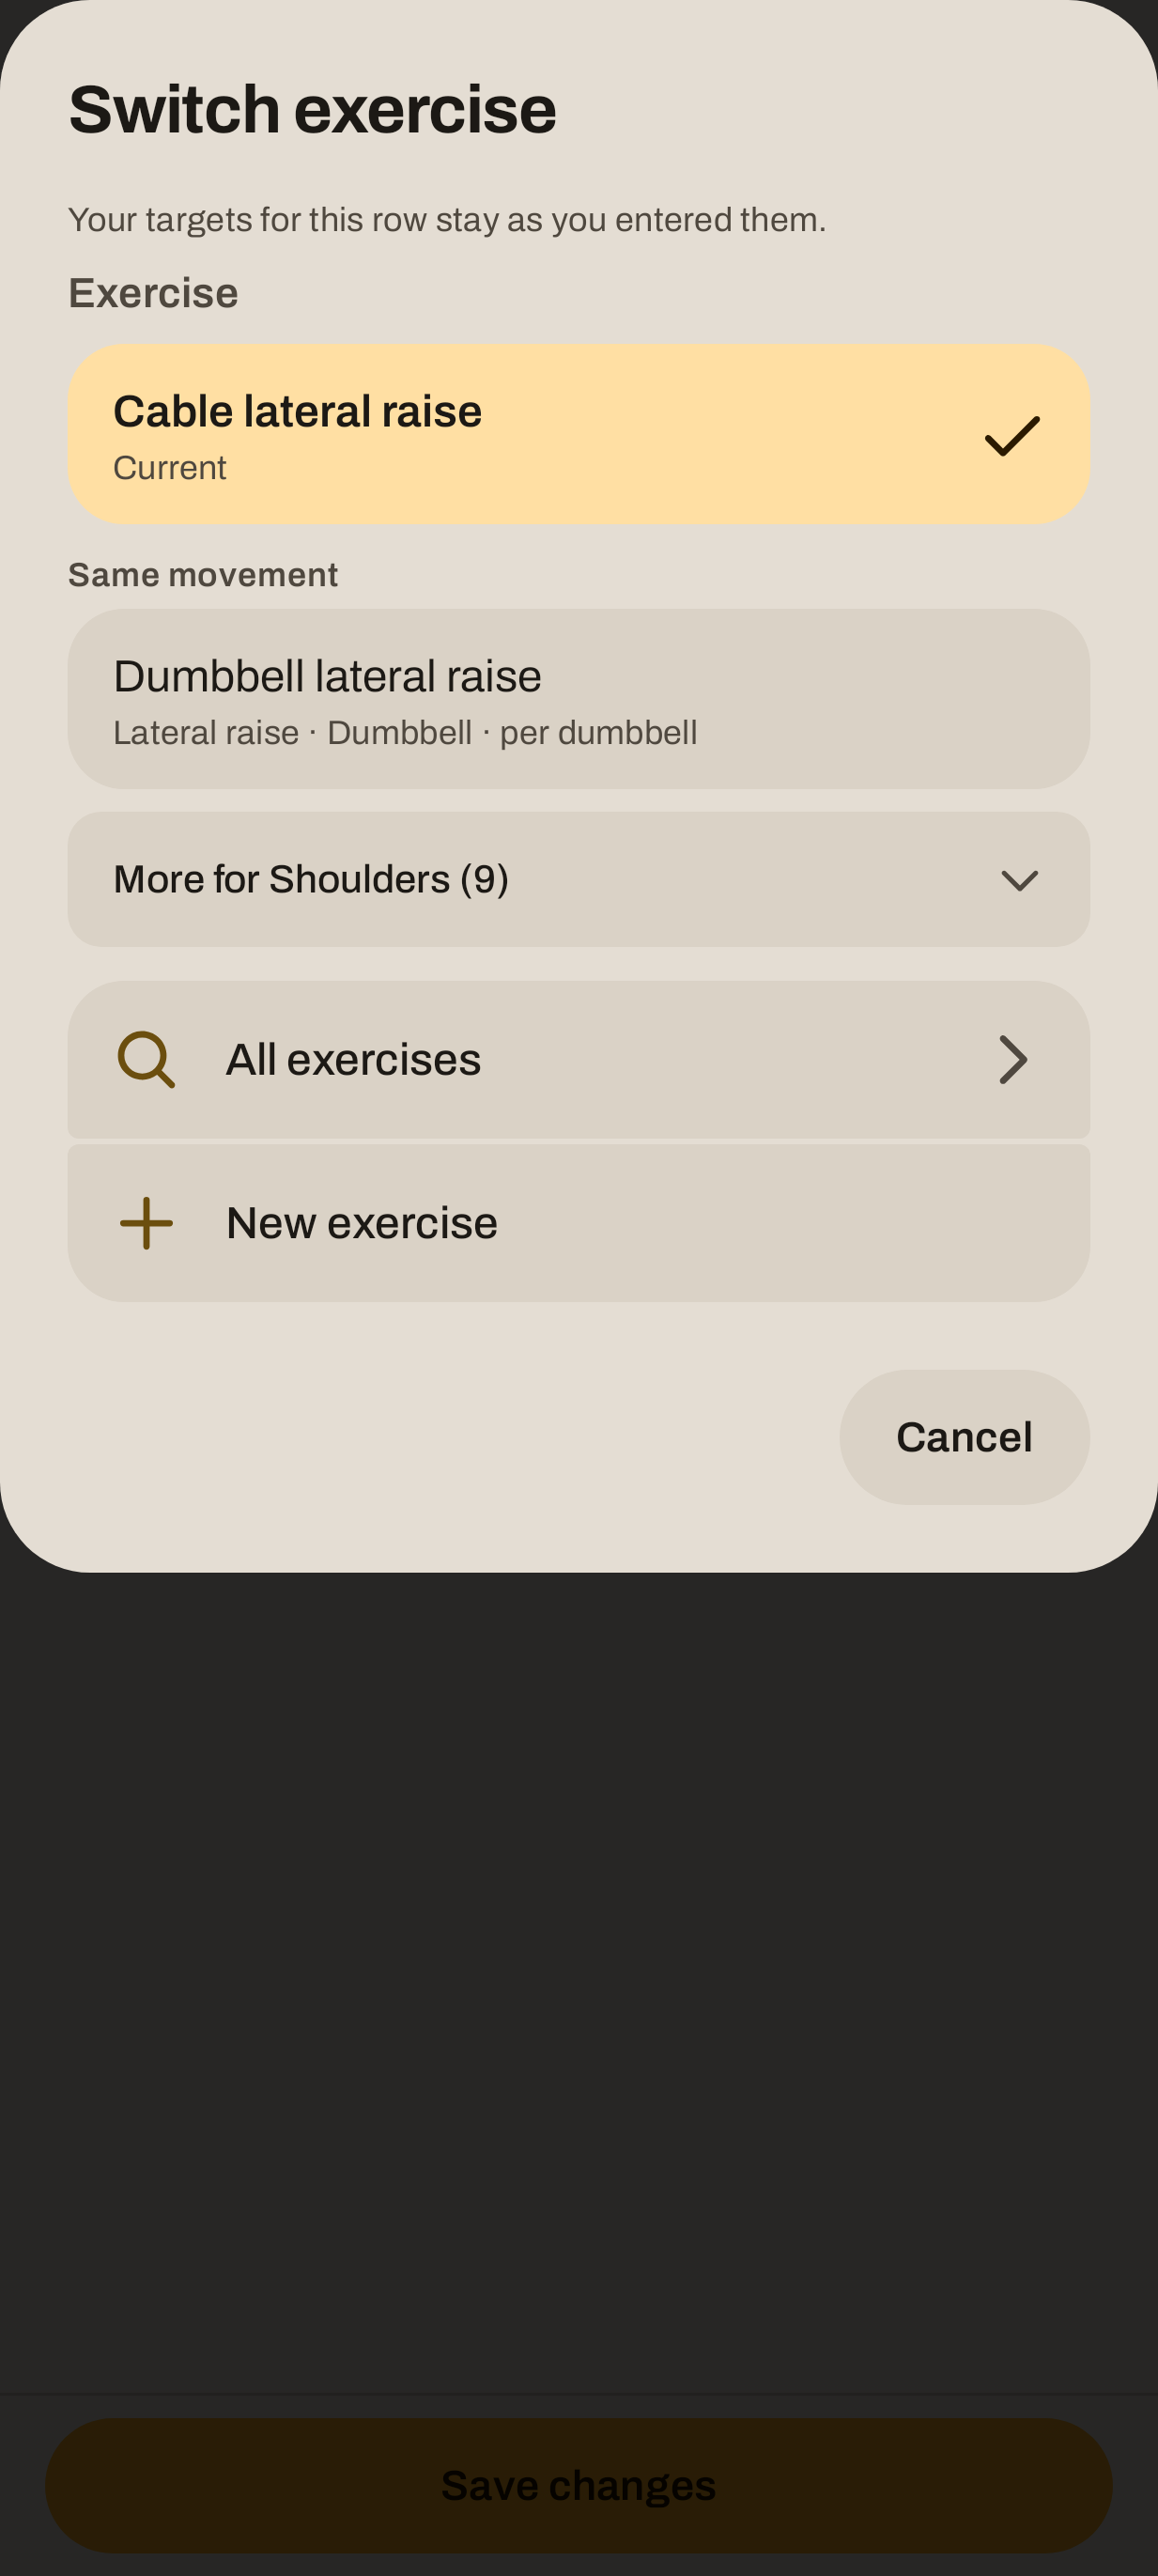 Switch exercise
Your targets for this row stay as you entered them.
Exercise
Cable lateral raise
Current
Same movement
Dumbbell lateral raise
Lateral raise · Dumbbell · per dumbbell
More for Shoulders (9)
All exercises
New exercise
Cancel
Save changes